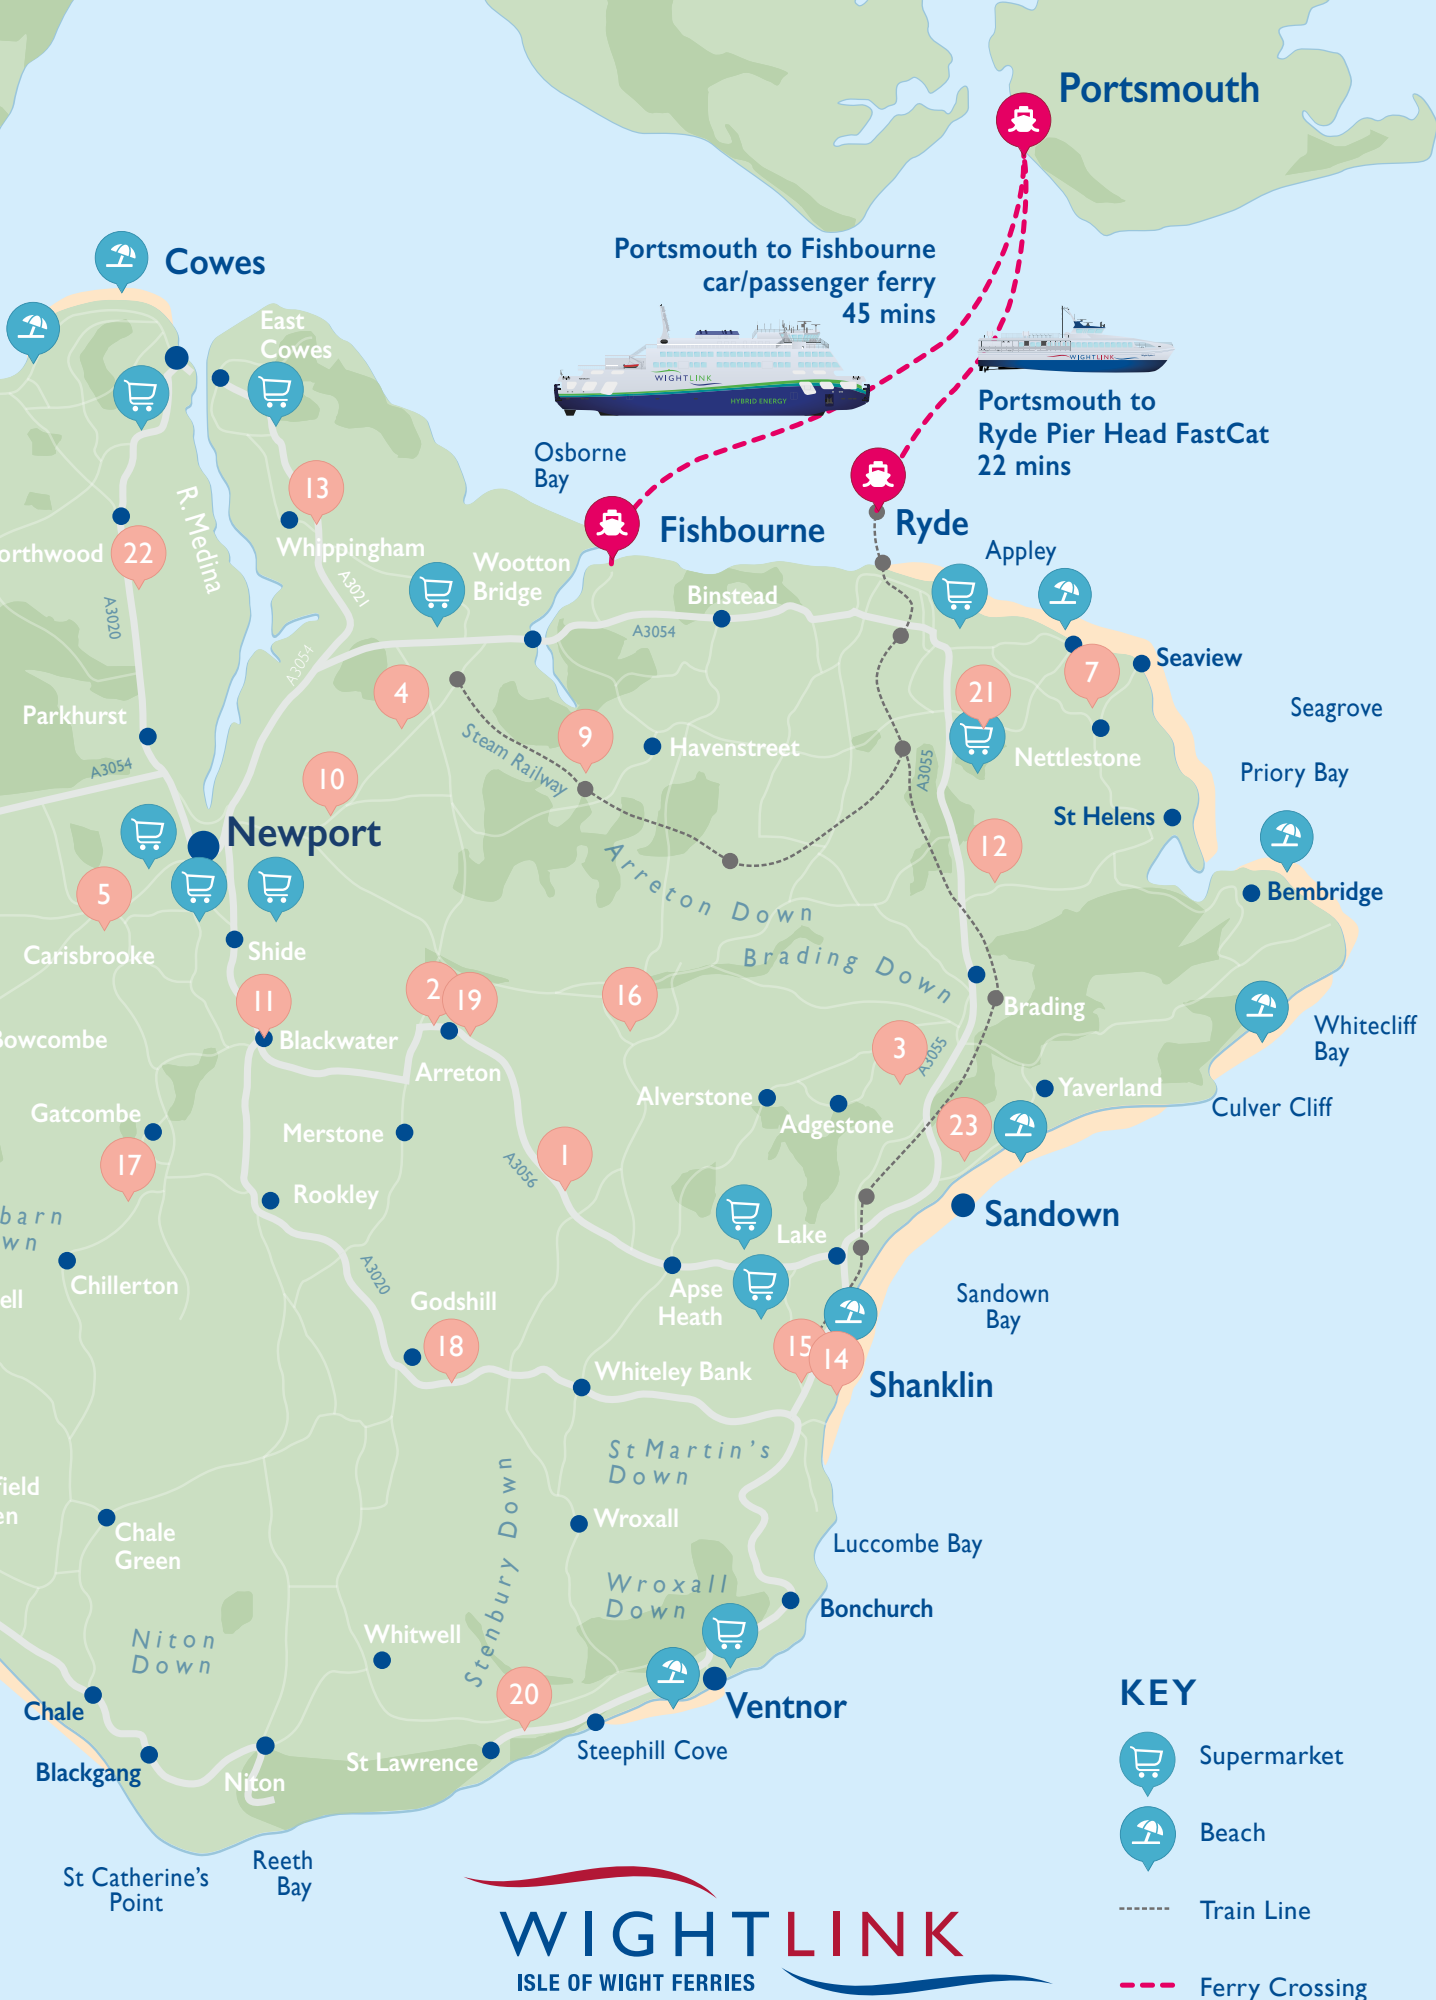 Portsmouth
Portsmouth to Fishbourne
car/passenger ferry
45 mins
Cowes
East
Cowes
WIGHTLINK
HYBRID ENERGY
WIGHTLINK
Portsmouth to
Ryde Pier Head FastCat
22 mins
Osborne
Bay
13
R. Medina
Fishbourne
Ryde
orthwood
22
Whippingham
Wootton
Bridge
Appley
A3021
A3020
Binstead
A3054
A3054
Seaview
4
7
21
Seagrove
Parkhurst
Steam Railway
9
Havenstreet
Nettlestone
A3054
10
A3055
Priory Bay
Newport
St Helens
12
Arreton Down
5
Bembridge
Carisbrooke
Shide
Brading Down
2
19
16
11
Brading
Whitecliff
Bay
Bowcombe
Blackwater
Arreton
3
A3055
Alverstone
Yaverland
Culver Cliff
Gatcombe
Merstone
Adgestone
23
17
A3056
1
Rookley
barn
wn
Lake
Sandown
Chillerton
A3020
ell
Godshill
Apse
Heath
Sandown
Bay
18
15
14
Whiteley Bank
Shanklin
St Martin's
Down
field
en
Stenbury Down
Wroxall
Chale
Green
Luccombe Bay
Wroxall
Down
Bonchurch
Niton
Down
Whitwell
20
Ventnor
KEY
Chale
Steephill Cove
Supermarket
Blackgang
Niton
St Lawrence
Beach
St Catherine's
Point
Reeth
Bay
Train Line
WIGHTLINK
ISLE OF WIGHT FERRIES
Ferry Crossing